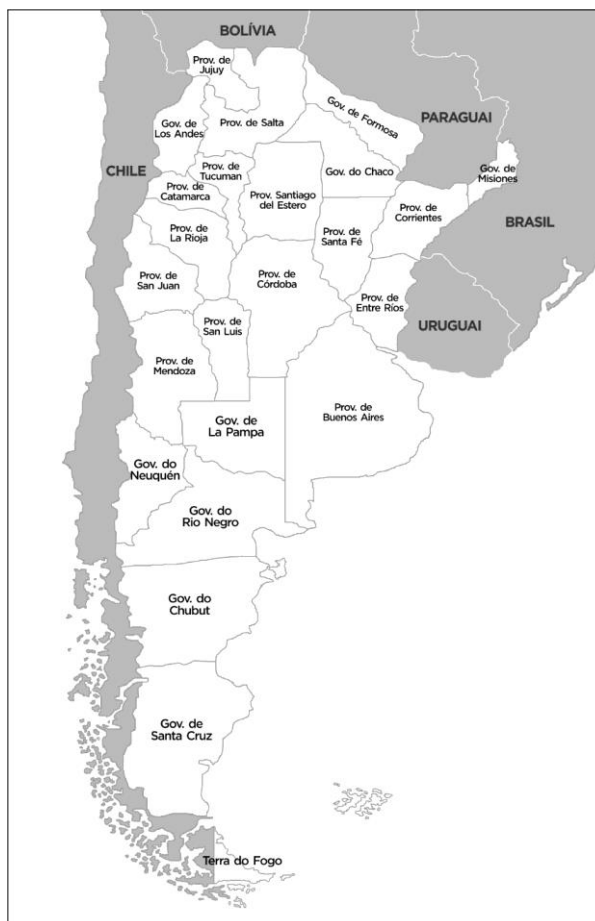 BOLÍVIA
Prov. de
Jujuy
Gov. de
Los Andes
Prov. de Salta
Gov. de
Formosa
PARAGUAI
CHILE
Prov. de
Tucuman
Gov. do Chaco
Gov. de
Misiones
Prov. de
Catamarca
Prov. Santiago
del Estero
Prov. de
Corrientes
BRASIL
Prov. de
La Rioja
Prov. de
Santa Fé
Prov. de
San Juan
Prov. de
Córdoba
Prov. de
Entre Ríos
URUGUAI
Prov. de
San Luis
Prov. de
Mendoza
Gov. de
La Pampa
Prov. de
Buenos Aires
Gov. do
Neuquén
Gov. do
Rio Negro
Gov. do
Chubut
Gov. de
Santa Cruz
Terra do Fogo